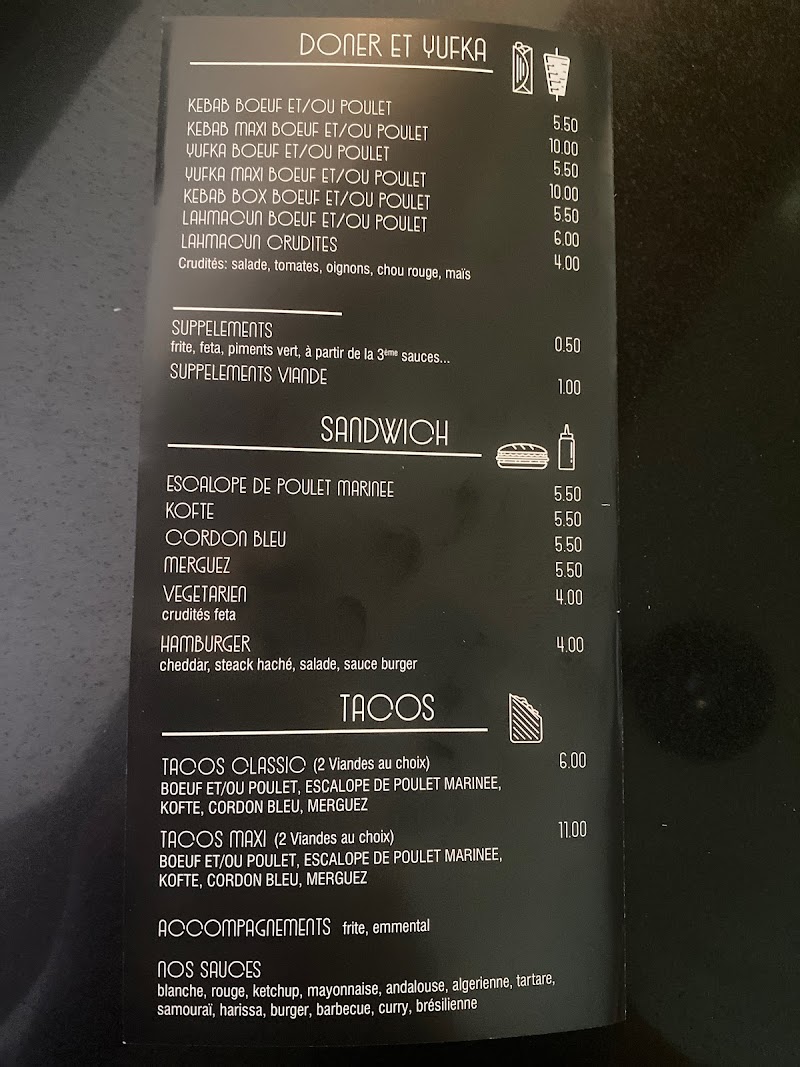 DONER ET YUFKA
KEBAB BOEUF ET/OU POULET 5.50
KEBAB MAXI BOEUF ET/OU POULET 10.00
YUFKA BOEUF ET/OU POULET 5.50
YUFKA MAXI BOEUF ET/OU POULET 10.00
KEBAB BOX BOEUF ET/OU POULET 5.50
LAHMACUN BOEUF ET/OU POULET 6.00
LAHMACUN CRUDITES 4.00
Crudités: salade, tomates, oignons, chou rouge, maïs
SUPPELEMENTS 0.50
frite, feta, piments vert, à partir de la 3ème sauces...
SUPPELEMENTS VIANDE 1.00
SANDWICH
ESCALOPE DE POULET MARINEE 5.50
KOFTE 5.50
CORDON BLEU 5.50
MERGUEZ 5.50
VEGETARIEN 4.00
crudités feta
HAMBURGER 4.00
cheddar, steack haché, salade, sauce burger
TACOS
TACOS CLASSIC (2 Viandes au choix) 6.00
BOEUF ET/OU POULET, ESCALOPE DE POULET MARINEE,
KOFTE, CORDON BLEU, MERGUEZ
TACOS MAXI (2 Viandes au choix) 11.00
BOEUF ET/OU POULET, ESCALOPE DE POULET MARINEE,
KOFTE, CORDON BLEU, MERGUEZ
ACCOMPAGNEMENTS frite, emmental
NOS SAUCES
blanche, rouge, ketchup, mayonnaise, andalouse, algerienne, tartare,
samouraï, harissa, burger, barbecue, curry, brésilienne